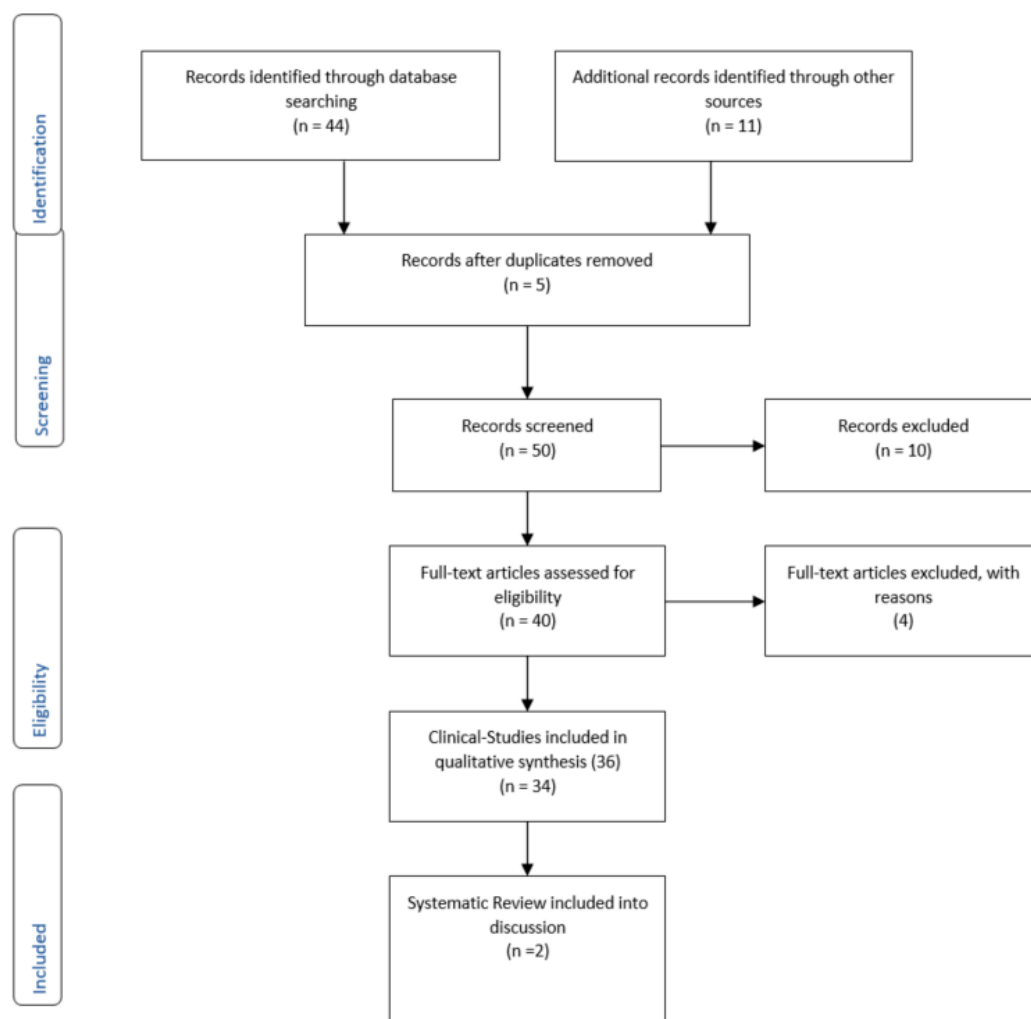 Identification
Records identified through database
searching
(n = 44)
Additional records identified through other
sources
(n = 11)
Screening
Records after duplicates removed
(n = 5)
Records screened
(n = 50)
Records excluded
(n = 10)
Eligibility
Full-text articles assessed for
eligibility
(n = 40)
Full-text articles excluded, with
reasons
(4)
Clinical-Studies included in
qualitative synthesis (36)
(n = 34)
Included
Systematic Review included into
discussion
(n =2)